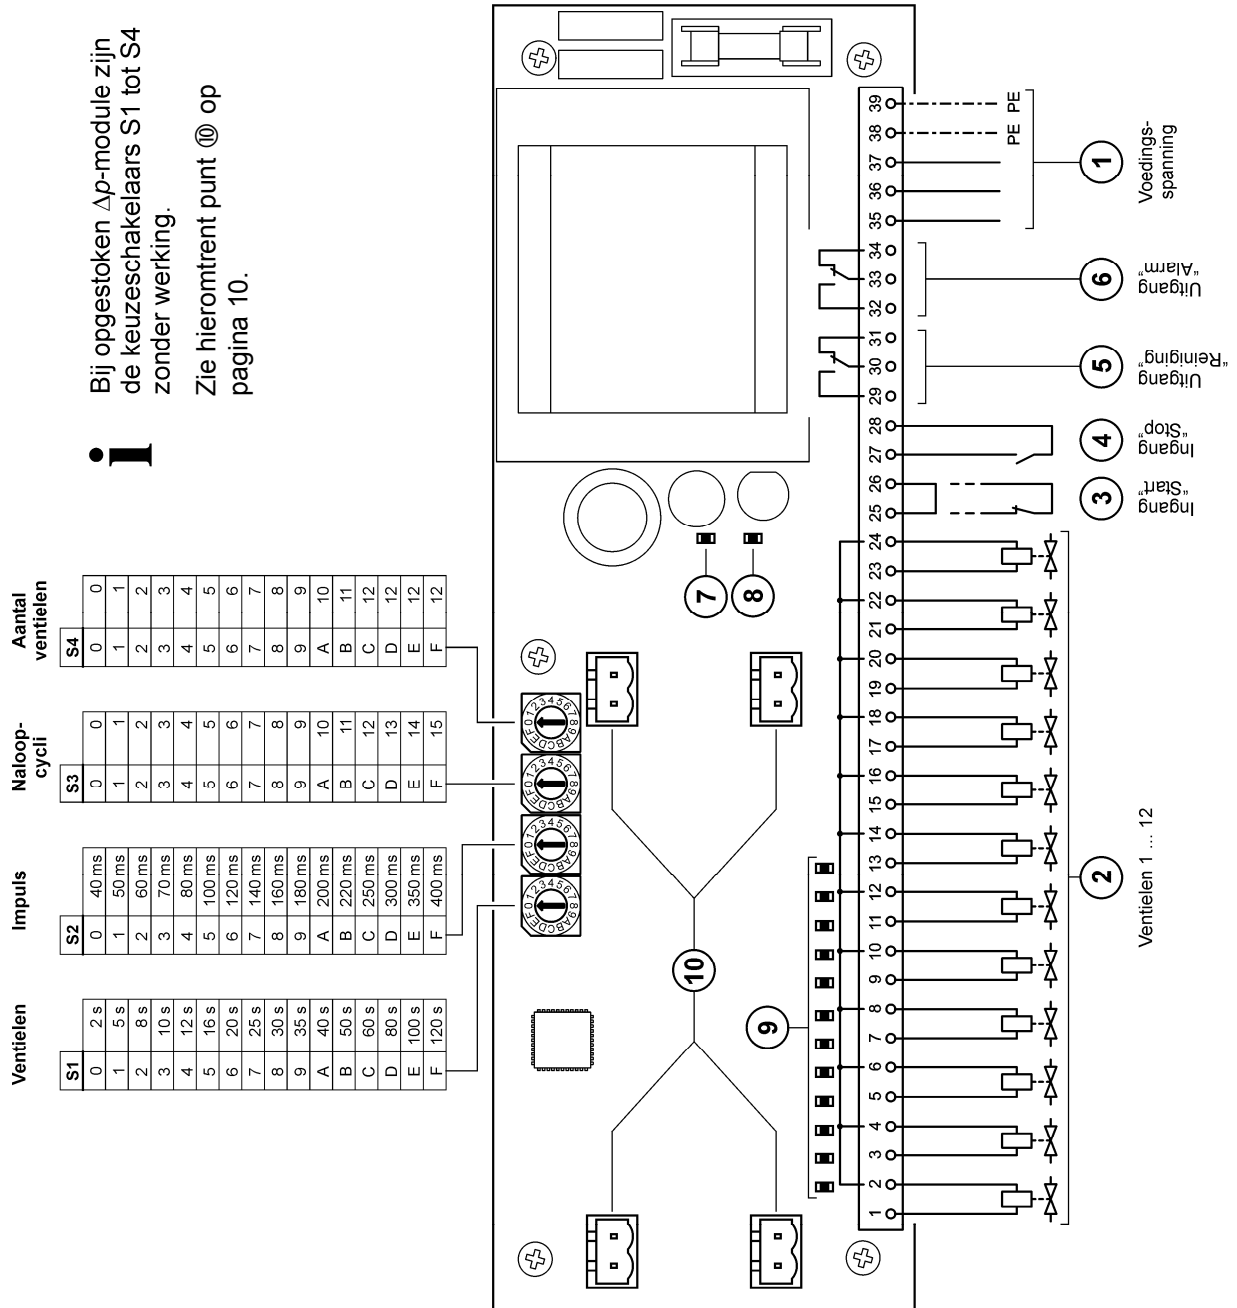 Bij opgestoken Δp-module zijn
de keuzeschakelaars S1 tot S4
zonder werking.
Zie hieromtrent punt ⑩ op
pagina 10.
i
Ventielen
S1
0 2 s
1 5 s
2 8 s
3 10 s
4 12 s
5 16 s
6 20 s
7 25 s
8 30 s
9 35 s
A 40 s
B 50 s
C 60 s
D 80 s
E 100 s
F 120 s
Impuls
S2
0 40 ms
1 50 ms
2 60 ms
3 70 ms
4 80 ms
5 100 ms
6 120 ms
7 140 ms
8 160 ms
9 180 ms
A 200 ms
B 220 ms
C 250 ms
D 300 ms
E 350 ms
F 400 ms
Naloop-
cycli
S3
0 0
1 1
2 2
3 3
4 4
5 5
6 6
7 7
8 8
9 9
A 10
B 11
C 12
D 13
E 14
F 15
Aantal
ventielen
S4
0 0
1 1
2 2
3 3
4 4
5 5
6 6
7 7
8 8
9 9
A 10
B 11
C 12
D 12
E 12
F 12
0123456789ABCDEF
0123456789ABCDEF
0123456789ABCDEF
0123456789ABCDEF
10
9
7
8
1 2 3 4 5 6 7 8 9 10 11 12 13 14 15 16 17 18 19 20 21 22 23 24 25 26 27 28 29 30 31 32 33 34 35 36 37 38 39
PE PE
2
Ventielen 1 ... 12
3
Ingang
"Start"
4
Ingang
"Stop"
5
Uitgang
"Reiniging"
6
Uitgang
"Alarm"
1
Voedings-
spanning